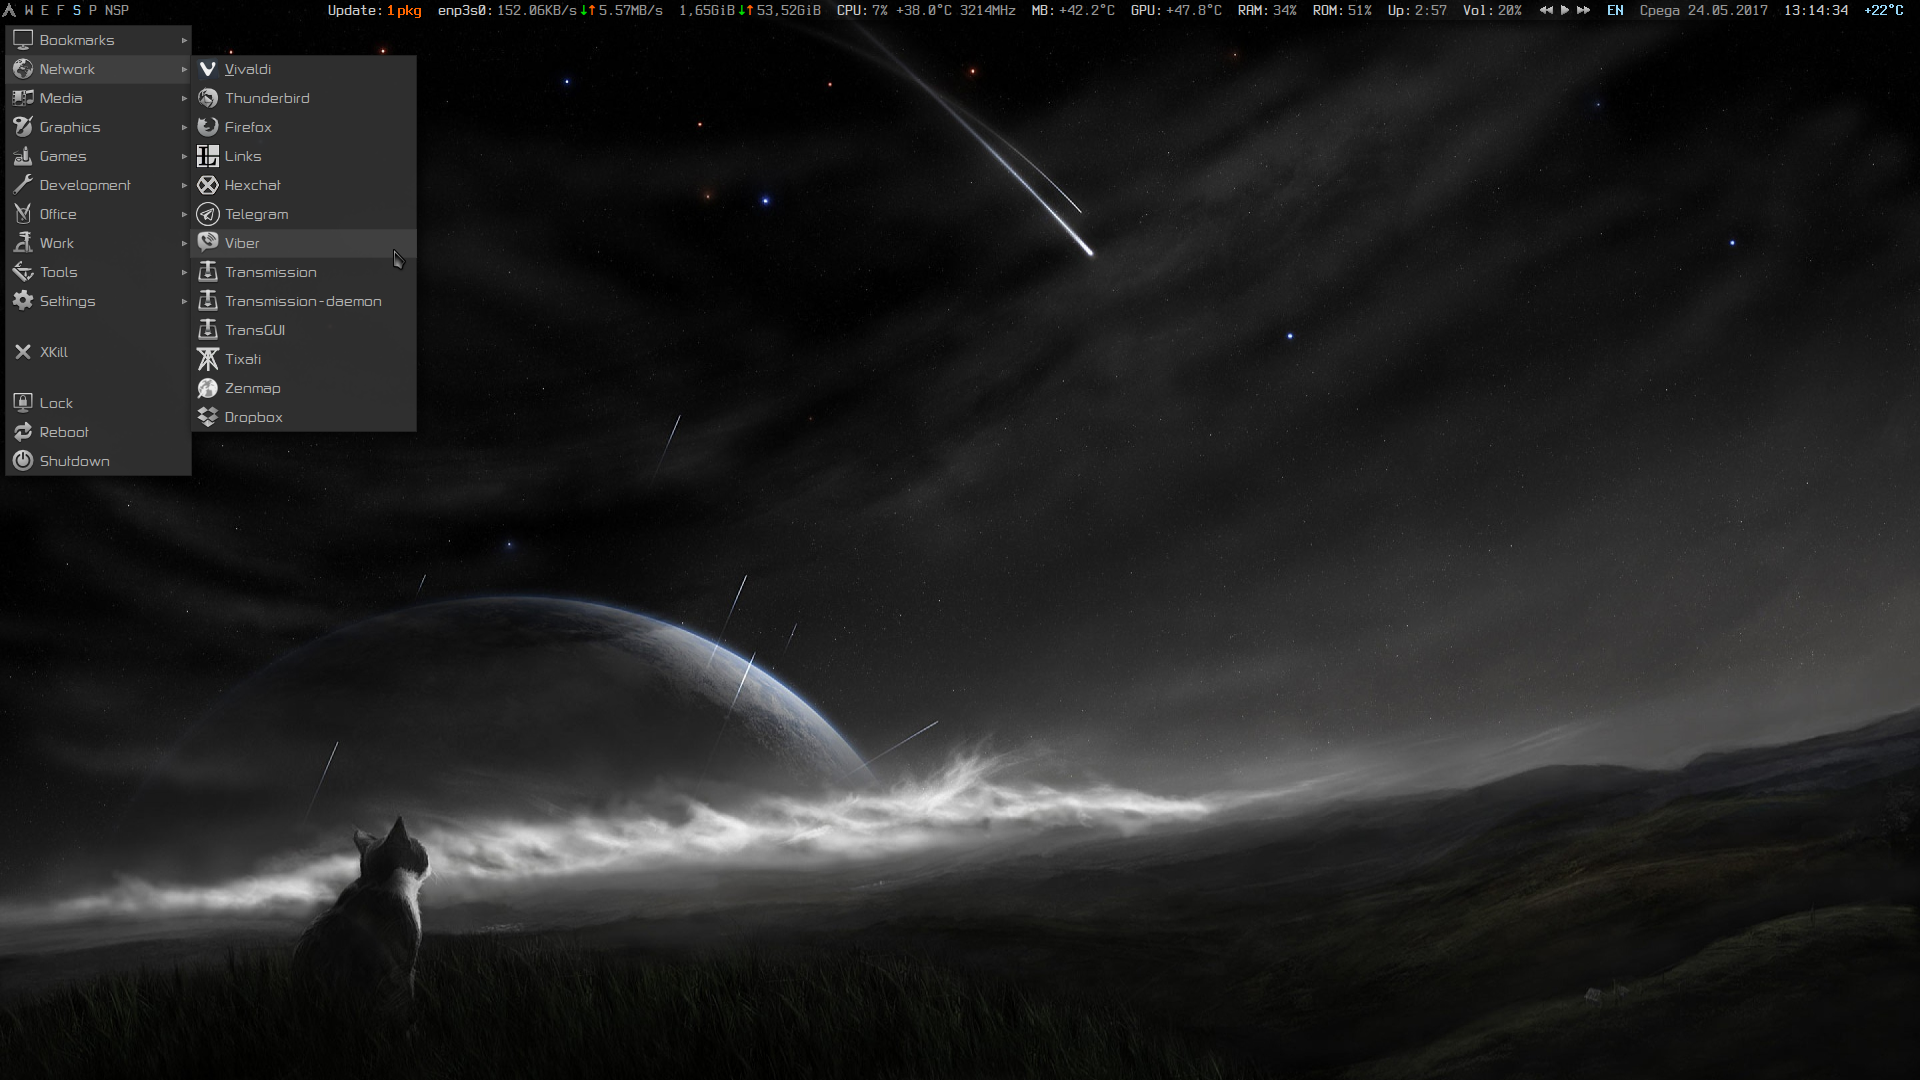 W E F S P NSP Update: 1 pkg enp3s0: 152.06KB/s↓↑5.57MB/s 1,65GiB↓↑53,52GiB CPU: 7% +38.0°C 3214MHz MB: +42.2°C GPU: +47.8°C RAM: 34% ROM: 51% Up: 2:57 Vol: 20% EN Среда 24.05.2017 13:14:34 +22°C
Bookmarks
Network
Media
Graphics
Games
Development
Office
Work
Tools
Settings
XKill
Lock
Reboot
Shutdown
Vivaldi
Thunderbird
Firefox
Links
Hexchat
Telegram
Viber
Transmission
Transmission-daemon
TransGUI
Tixati
Zenmap
Dropbox